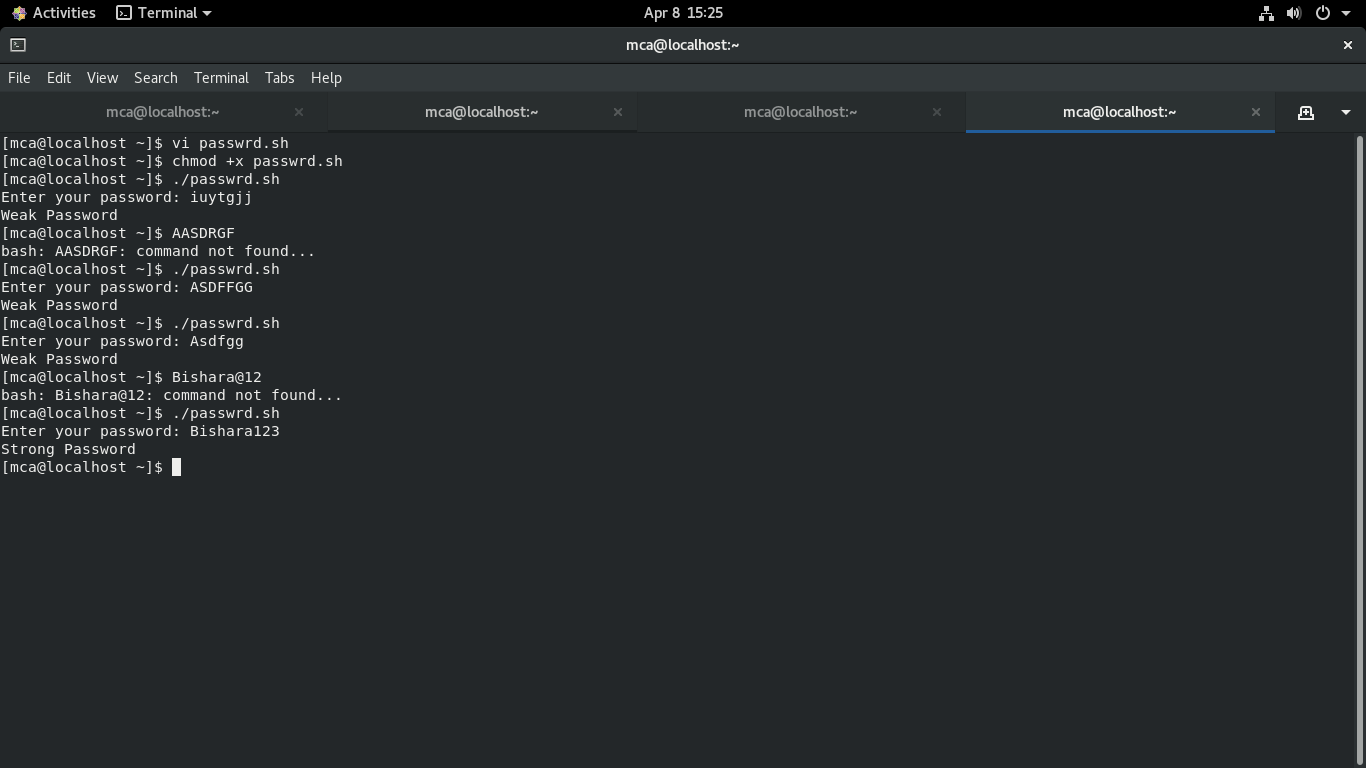 Activities Terminal Apr 8 15:25
mca@localhost:~
File Edit View Search Terminal Tabs Help
mca@localhost:~ mca@localhost:~ mca@localhost:~ mca@localhost:~
[mca@localhost ~]$ vi passwrd.sh
[mca@localhost ~]$ chmod +x passwrd.sh
[mca@localhost ~]$ ./passwrd.sh
Enter your password: iuytgjj
Weak Password
[mca@localhost ~]$ AASDRGF
bash: AASDRGF: command not found...
[mca@localhost ~]$ ./passwrd.sh
Enter your password: ASDFFGG
Weak Password
[mca@localhost ~]$ ./passwrd.sh
Enter your password: Asdfgg
Weak Password
[mca@localhost ~]$ Bishara@12
bash: Bishara@12: command not found...
[mca@localhost ~]$ ./passwrd.sh
Enter your password: Bishara123
Strong Password
[mca@localhost ~]$